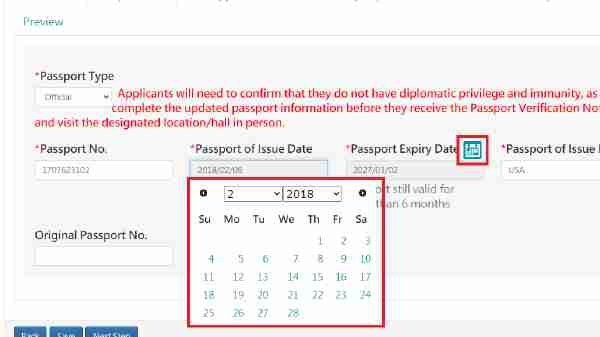 Preview
*Passport Type
Official
Applicants will need to confirm that they do not have diplomatic privilege and immunity, as
complete the updated passport information before they receive the Passport Verification No
and visit the designated location/hall in person.
*Passport No. *Passport of Issue Date *Passport Expiry Date *Passport of Issue
2018/02/06 2027/03/02 USA
2 2018
ort still valid for
than 6 months
Su Mo Tu We Th Fr Sa
1 2 3
Original Passport No.
4 5 6 7 8 9 10
11 12 13 14 15 16 17
18 19 20 21 22 23 24
25 26 27 28
Back Save Next Step